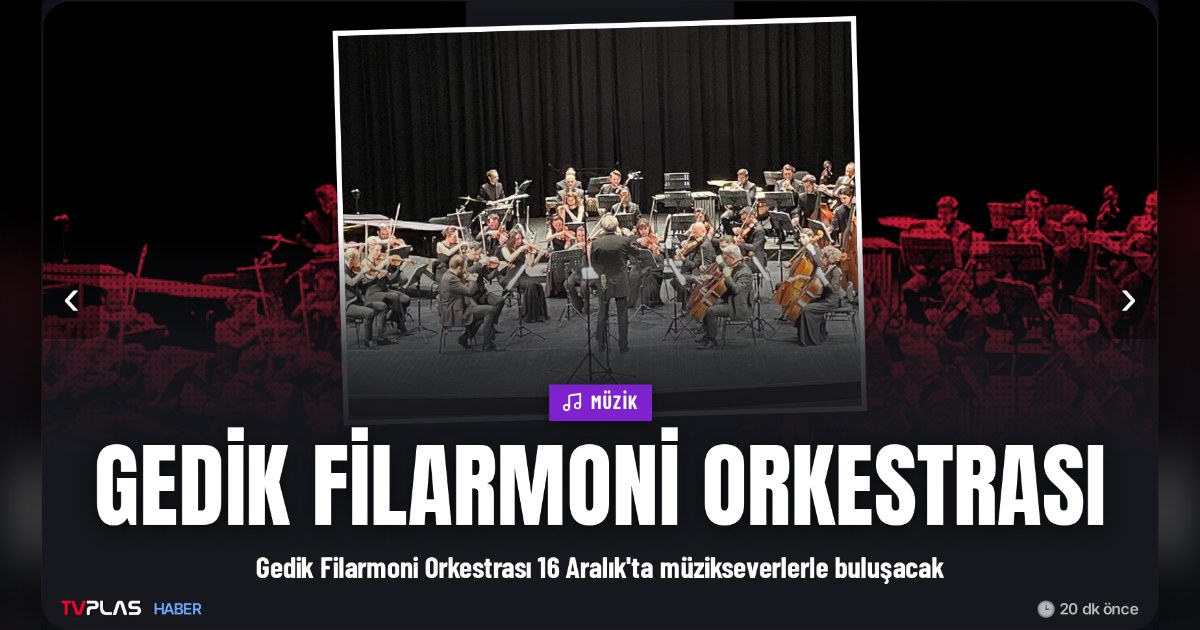 MÜZİK
GEDİK FİLARMONİ ORKESTRASI
Gedik Filarmoni Orkestrası 16 Aralık'ta müzikseverlerle buluşacak
TVPLAS HABER
20 dk önce